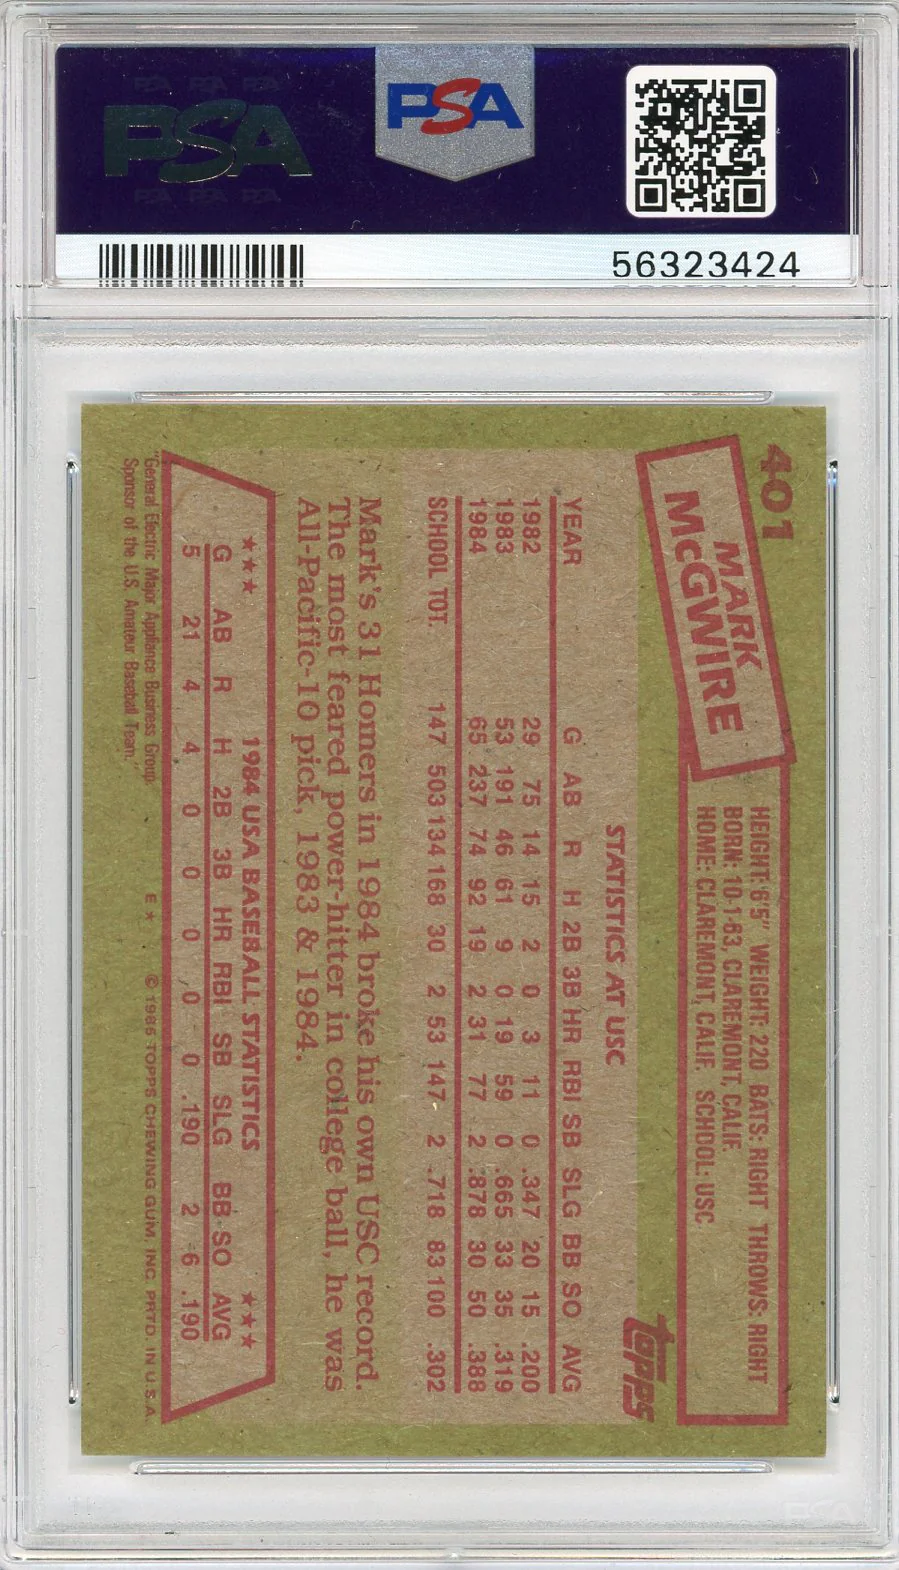 PSA PSA PSA
PSA
PSA PSA PSA
PSA
56323424
401
MARK
McGWIRE
HEIGHT: 6'5" WEIGHT: 220 BATS: RIGHT THROWS: RIGHT
BORN: 10-1-63, CLAREMONT, CALIF.
HOME: CLAREMONT, CALIF. SCHOOL: USC
topps
STATISTICS AT USC
YEAR G AB R H 2B 3B HR RBI SB SLG BB SO AVG
1982 29 75 14 15 2 0 3 11 0 .347 20 15 .200
1983 53 191 46 61 9 0 19 59 0 .665 33 35 .319
1984 65 237 74 92 19 2 31 77 2 .878 30 50 .388
SCHOOL TOT. 147 503 134 168 30 2 53 147 2 .718 83 100 .302
Mark's 31 Homers in 1984 broke his own USC record.
The most feared power-hitter in college ball, he was
All-Pacific-10 pick, 1983 & 1984.
★★★ 1984 USA BASEBALL STATISTICS ★★★
G AB R H 2B 3B HR RBI SB SLG BB SO AVG
5 21 4 4 0 0 0 0 0 .190 2 6 .190
"General Electric Major Appliance Business Group,
Sponsor of the U.S. Amateur Baseball Team."
E ★ © 1985 TOPPS CHEWING GUM, INC. PRTD. IN U.S.A.
PSA